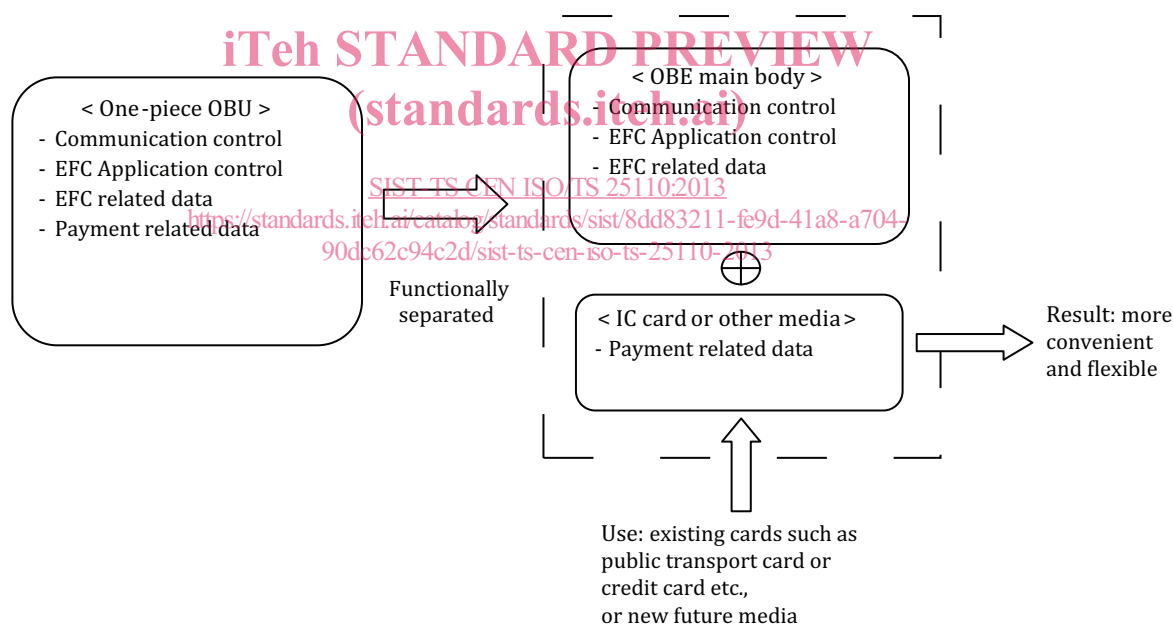 iTeh STANDARD PREVIEW
(standards.iteh.ai)
< One-piece OBU >
- Communication control
- EFC Application control
- EFC related data
- Payment related data
< OBE main body >
- Communication control
- EFC Application control
- EFC related data
SIST-TS CEN ISO/TS 25110:2013
https://standards.iteh.ai/catalog/standards/sist/8dd83211-fe9d-41a8-a704-
90dc62c94c2d/sist-ts-cen-iso-ts-25110-2013
Functionally
separated
< IC card or other media >
- Payment related data
Result: more
convenient
and flexible
Use: existing cards such as
public transport card or
credit card etc.,
or new future media